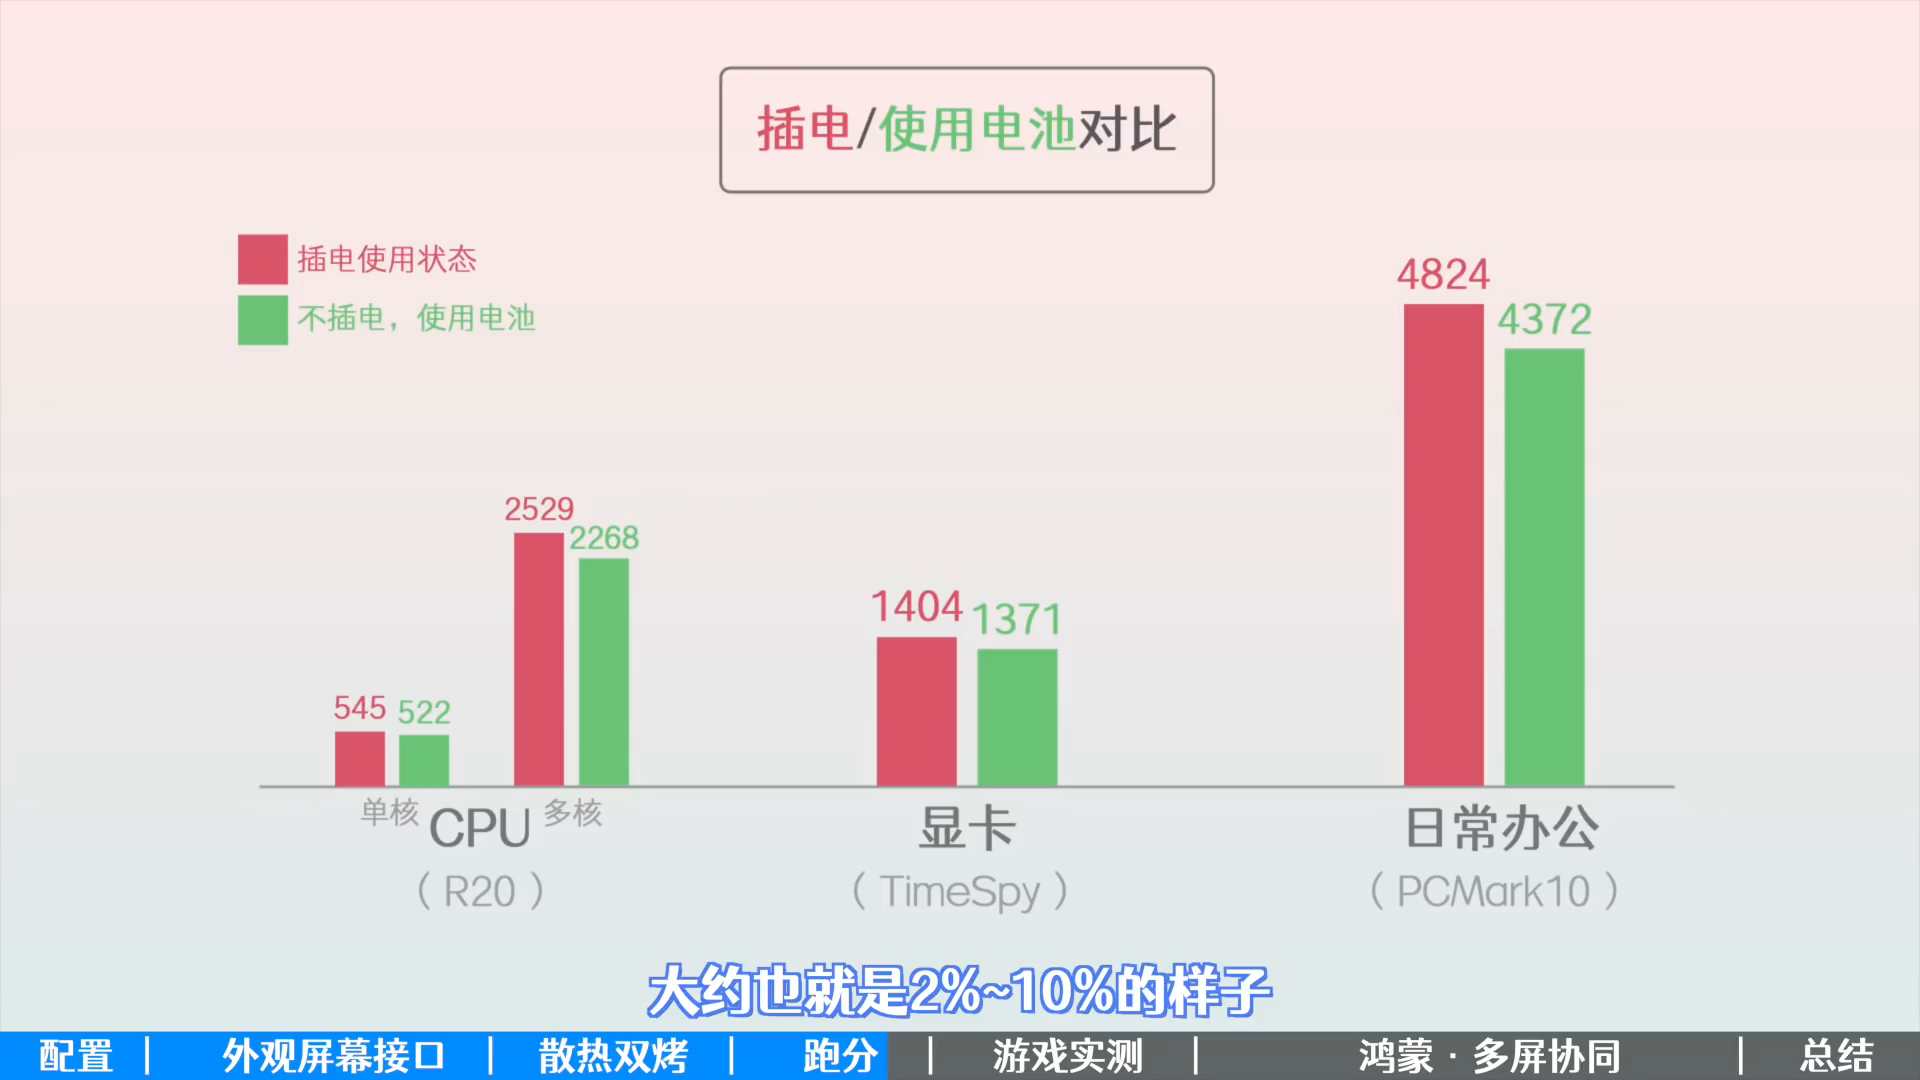 插电/使用电池对比
插电使用状态
不插电，使用电池
4824
4372
2529
2268
1404
1371
545
522
单核 CPU 多核
显卡
日常办公
（R20）
（TimeSpy）
（PCMark10）
大约也就是2%~10%的样子
配置 | 外观屏幕接口 | 散热双烤 | 跑分 | 游戏实测 | 鸿蒙·多屏协同 | 总结